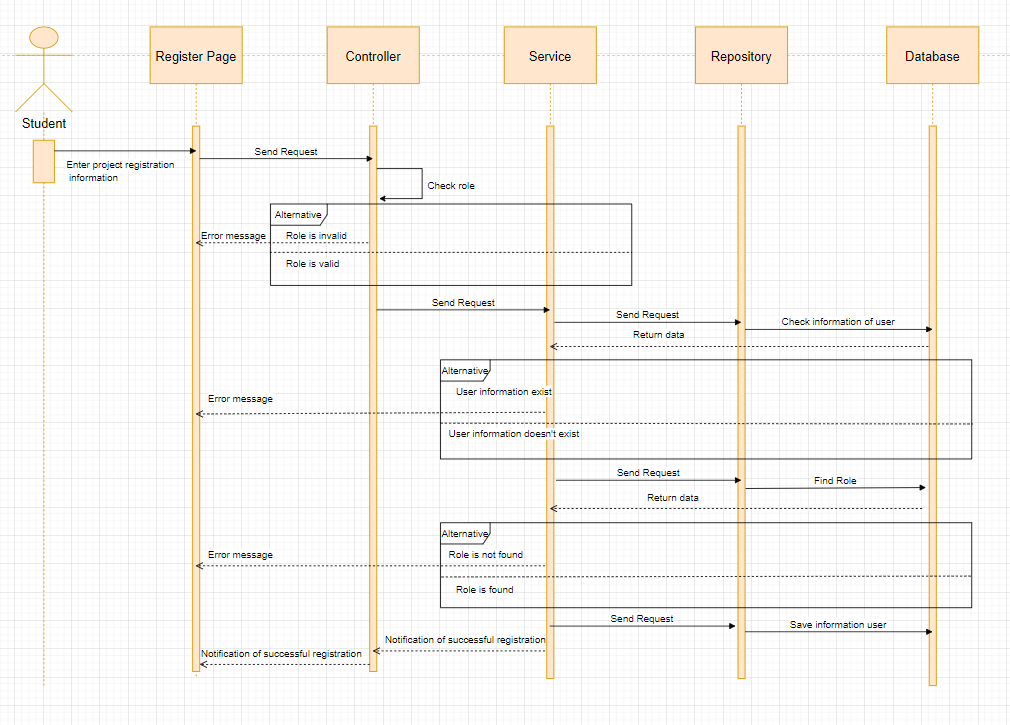 Register Page
Controller
Service
Repository
Database
Student
Enter project registration
information
Send Request
Check role
Alternative
Error message
Role is invalid
Role is valid
Send Request
Send Request
Check information of user
Return data
Alternative
User information exist
Error message
User information doesn't exist
Send Request
Find Role
Return data
Alternative
Error message
Role is not found
Role is found
Send Request
Save information user
Notification of successful registration
Notification of successful registration